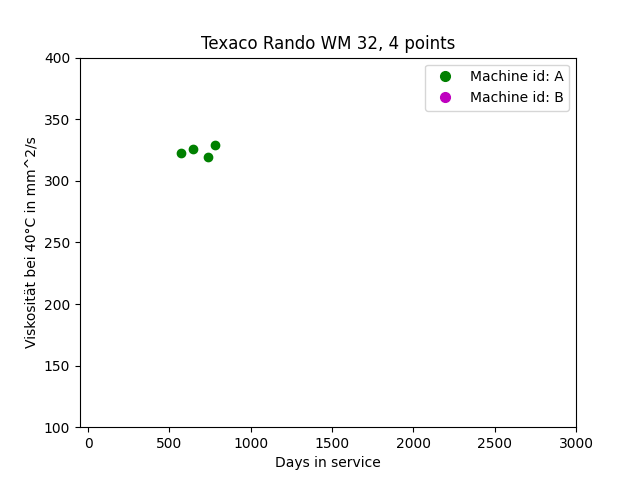 Texaco Rando WM 32, 4 points
400
350
300
250
200
150
100
Viskosität bei 40°C in mm^2/s
Machine id: A
Machine id: B
0 500 1000 1500 2000 2500 3000
Days in service